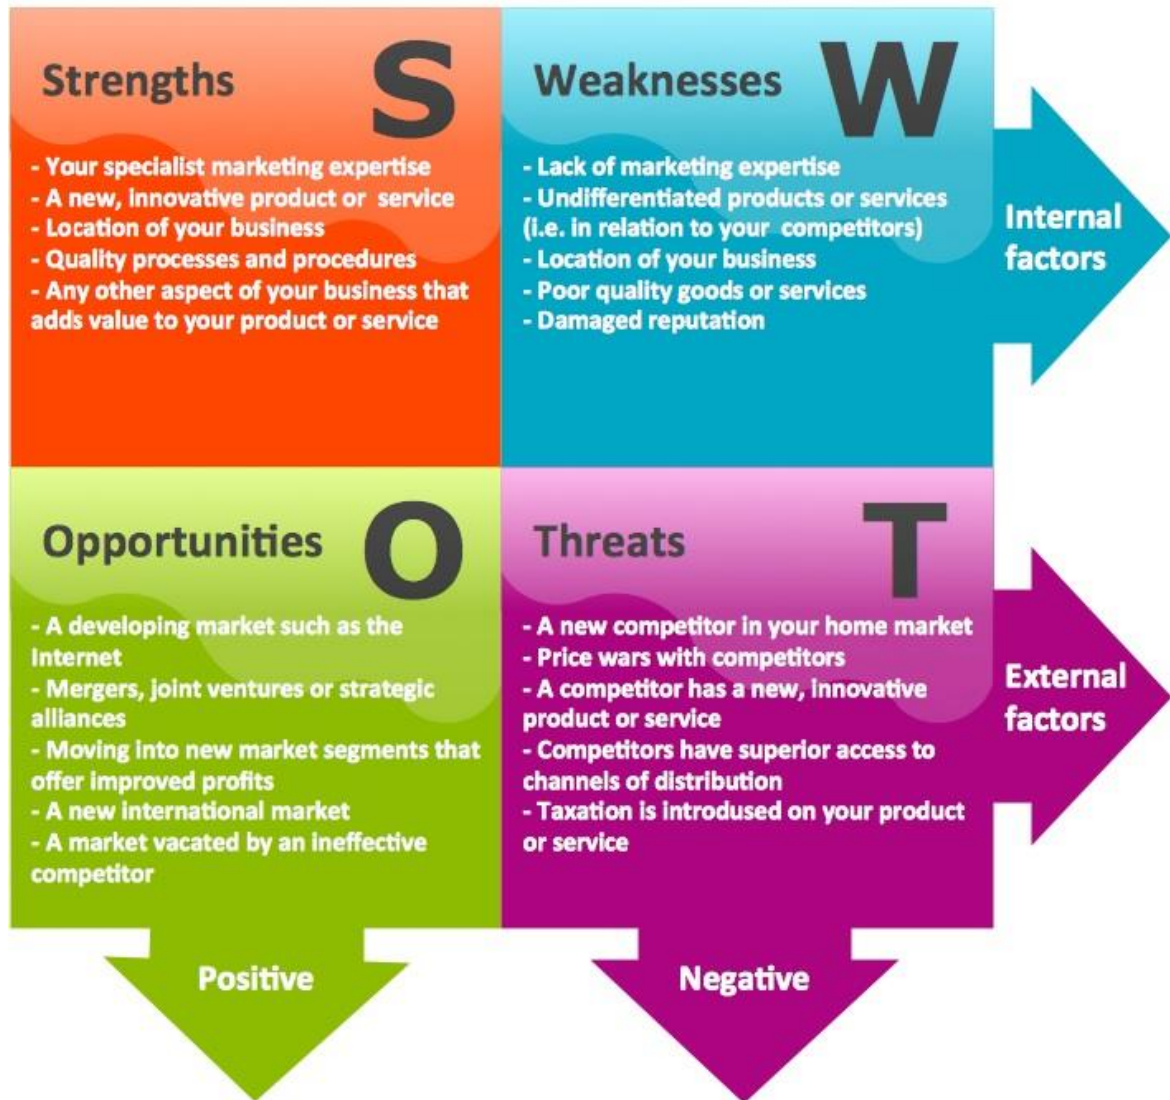 Strengths
S
- Your specialist marketing expertise
- A new, innovative product or service
- Location of your business
- Quality processes and procedures
- Any other aspect of your business that
adds value to your product or service
Weaknesses
W
- Lack of marketing expertise
- Undifferentiated products or services
(i.e. in relation to your competitors)
- Location of your business
- Poor quality goods or services
- Damaged reputation
Internal
factors
Opportunities
O
- A developing market such as the
Internet
- Mergers, joint ventures or strategic
alliances
- Moving into new market segments that
offer improved profits
- A new international market
- A market vacated by an ineffective
competitor
Threats
T
- A new competitor in your home market
- Price wars with competitors
- A competitor has a new, innovative
product or service
- Competitors have superior access to
channels of distribution
- Taxation is introdused on your product
or service
External
factors
Positive
Negative